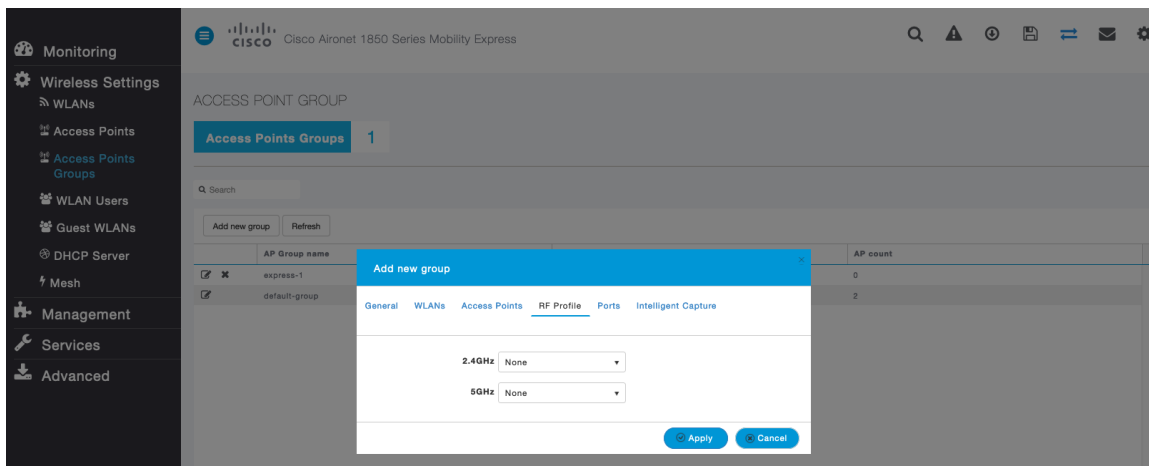 Monitoring
Wireless Settings
WLANs
Access Points
Access Points
Groups
WLAN Users
Guest WLANs
DHCP Server
Mesh
Management
Services
Advanced
CISCO Cisco Aironet 1850 Series Mobility Express
ACCESS POINT GROUP
Access Points Groups 1
Search
Add new group Refresh
AP Group name AP count
express-1 0
default-group 2
Add new group
General WLANs Access Points RF Profile Ports Intelligent Capture
2.4GHz None
5GHz None
Apply Cancel